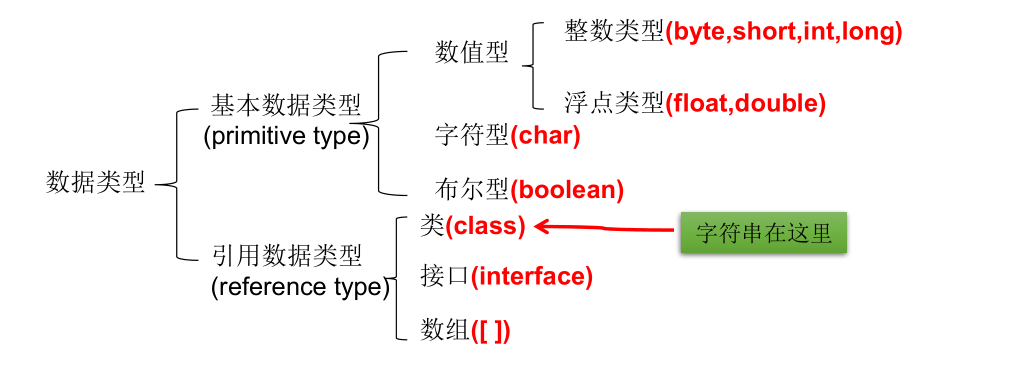 数据类型
基本数据类型
(primitive type)
数值型
整数类型(byte,short,int,long)
浮点类型(float,double)
字符型(char)
布尔型(boolean)
引用数据类型
(reference type)
类(class)
字符串在这里
接口(interface)
数组([ ])